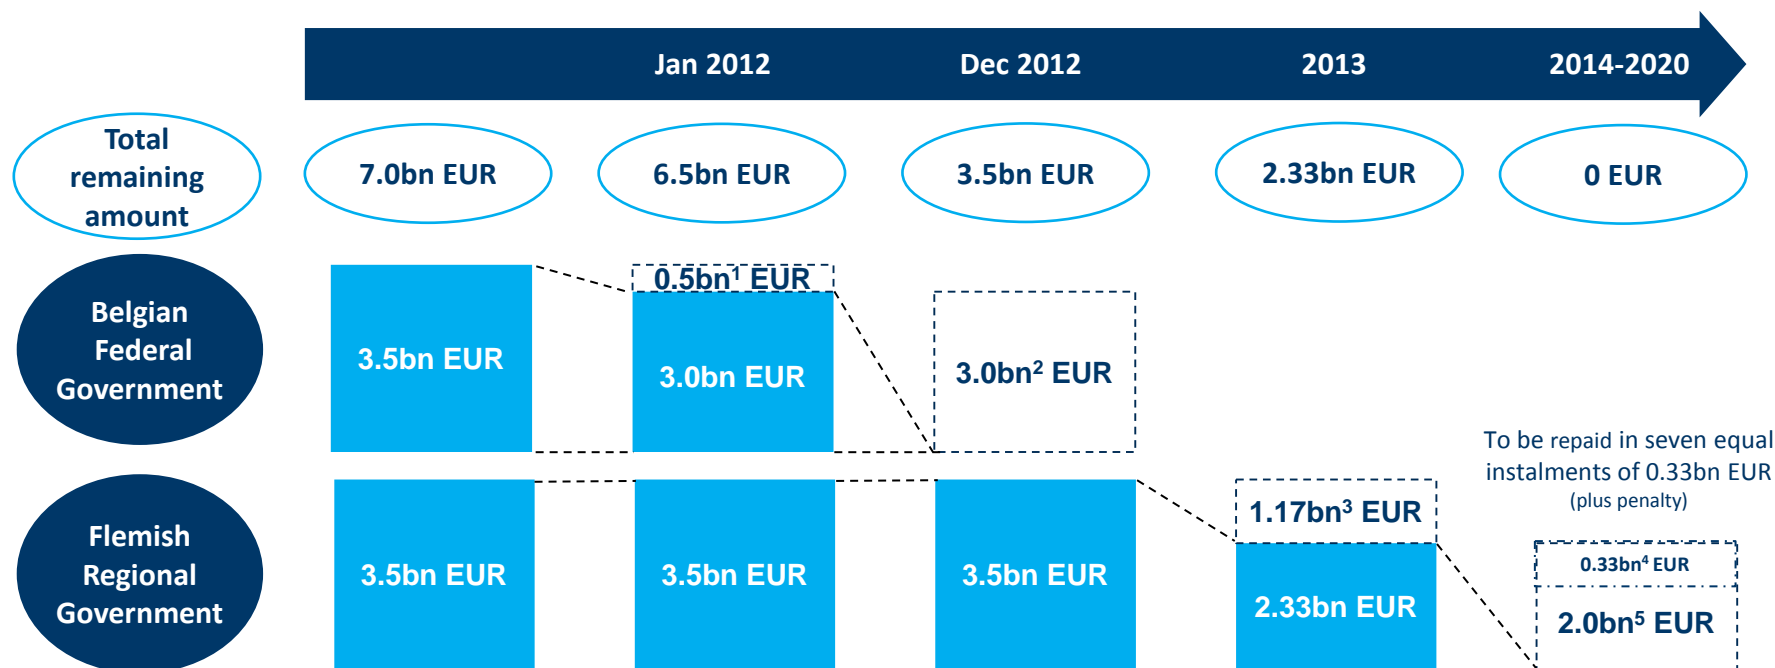 Jan 2012 Dec 2012 2013 2014-2020
Total
remaining
amount
7.0bn EUR 6.5bn EUR 3.5bn EUR 2.33bn EUR 0 EUR
Belgian
Federal
Government
3.5bn EUR
0.5bn¹ EUR
3.0bn EUR
3.0bn² EUR
To be repaid in seven equal
instalments of 0.33bn EUR
(plus penalty)
Flemish
Regional
Government
3.5bn EUR
3.5bn EUR
3.5bn EUR
1.17bn³ EUR
2.33bn EUR
0.33bn⁴ EUR
2.0bn⁵ EUR